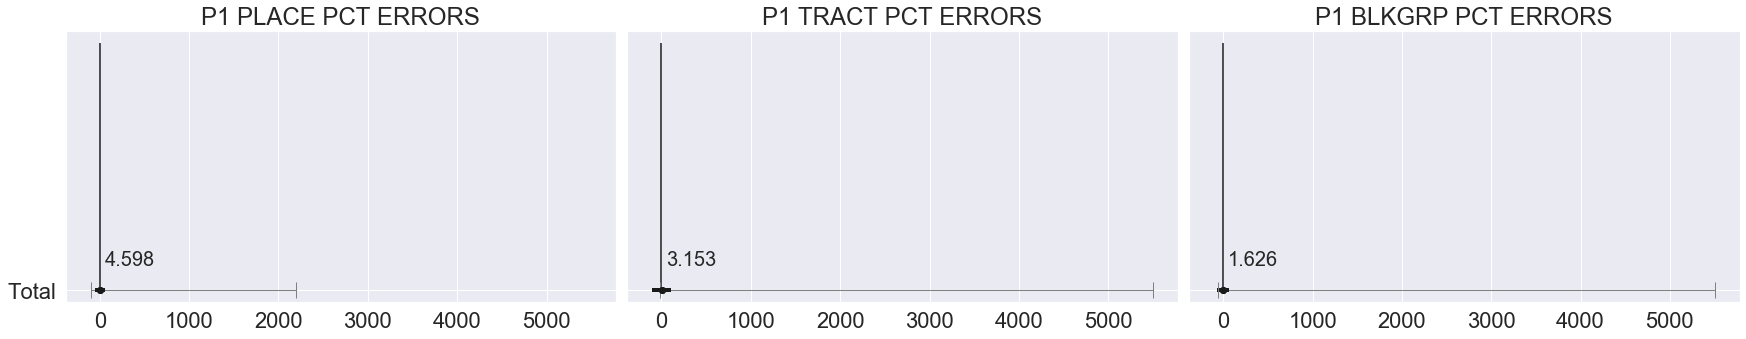 P1 PLACE PCT ERRORS
P1 TRACT PCT ERRORS
P1 BLKGRP PCT ERRORS
4.598
3.153
1.626
Total
0 1000 2000 3000 4000 5000
0 1000 2000 3000 4000 5000
0 1000 2000 3000 4000 5000